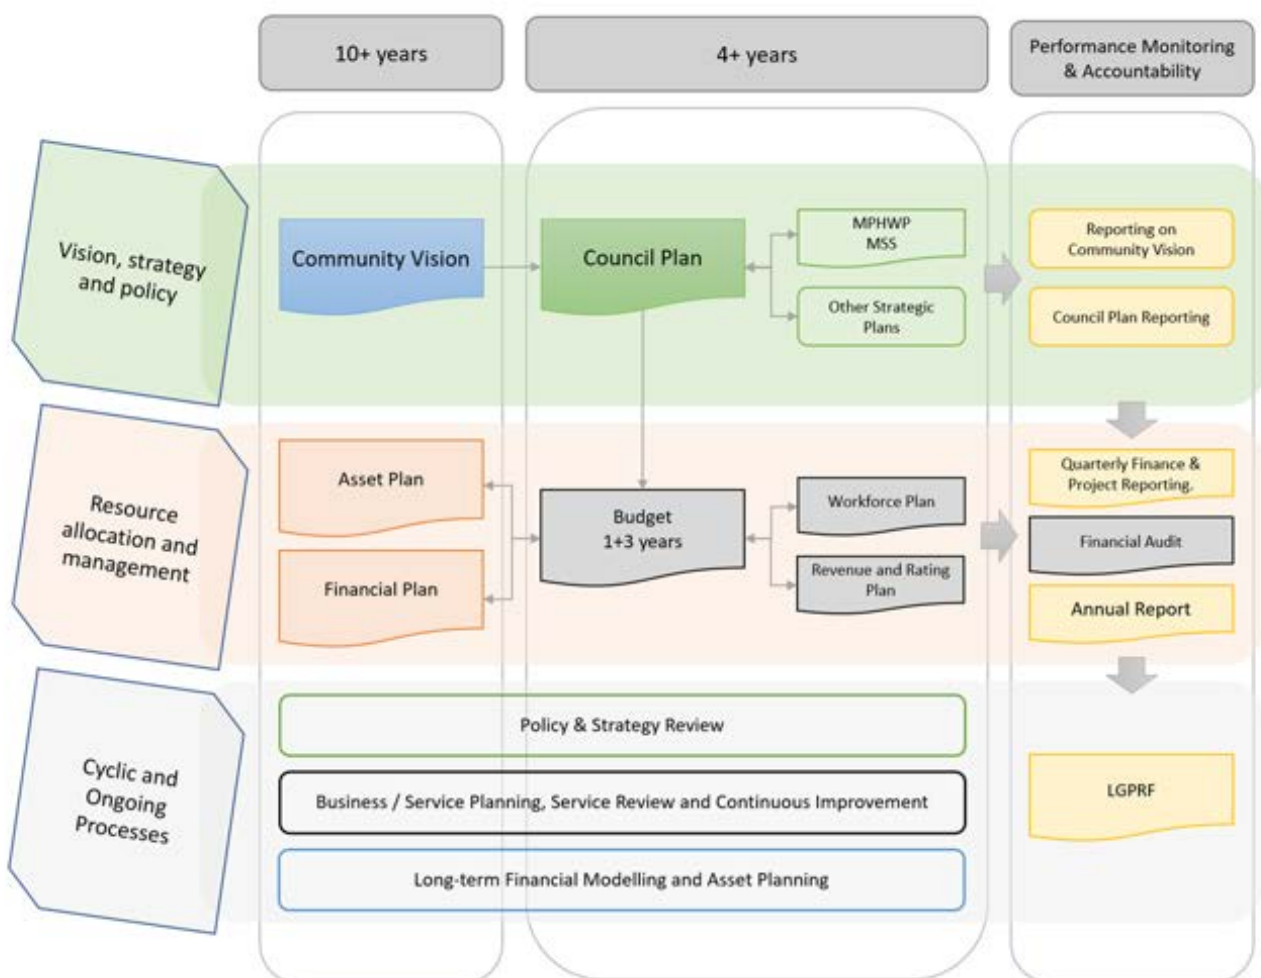 10+ years
4+ years
Performance Monitoring
& Accountability
Vision, strategy
and policy
Community Vision
Council Plan
MPHWP
MSS
Other Strategic
Plans
Reporting on
Community Vision
Council Plan Reporting
Resource
allocation and
management
Asset Plan
Financial Plan
Budget
1+3 years
Workforce Plan
Revenue and Rating
Plan
Quarterly Finance &
Project Reporting.
Financial Audit
Annual Report
Cyclic and
Ongoing
Processes
Policy & Strategy Review
Business / Service Planning, Service Review and Continuous Improvement
Long-term Financial Modelling and Asset Planning
LGPRF